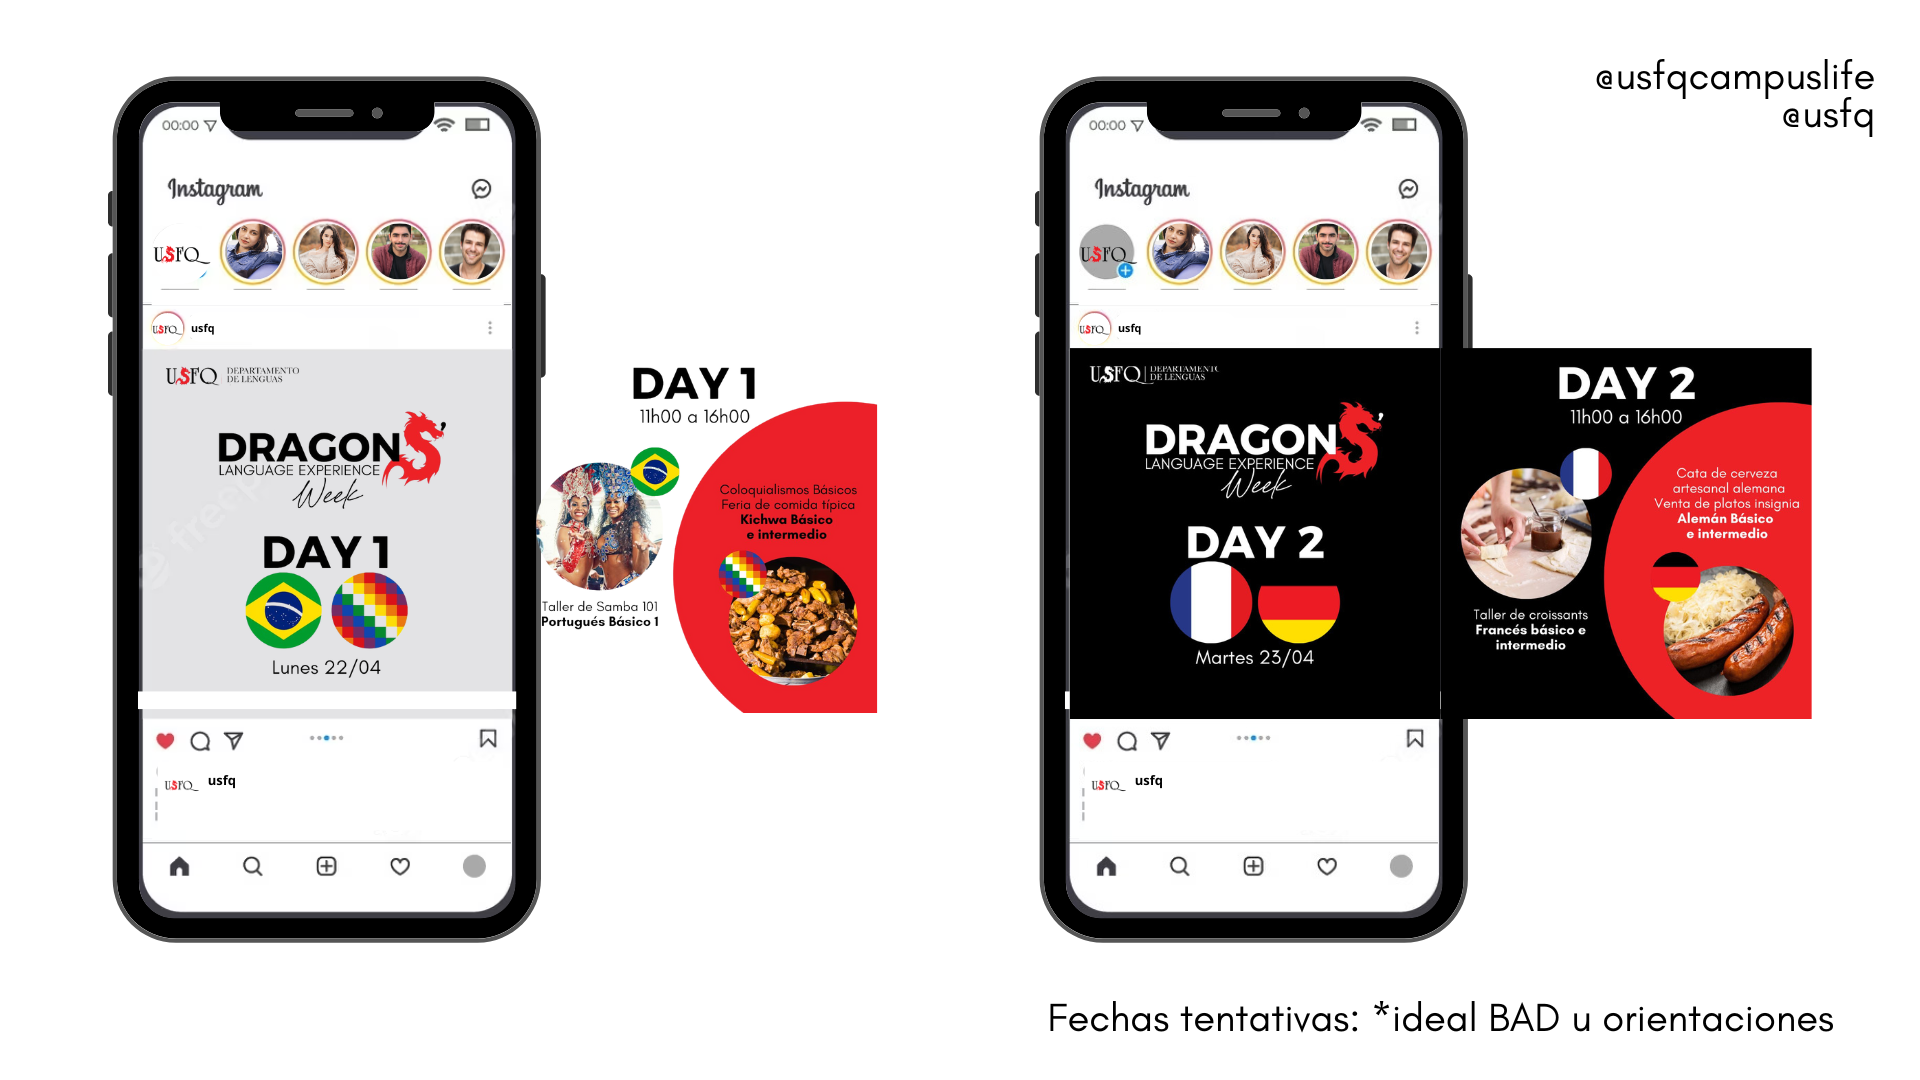 @usfqcampuslife
@usfq
00:00
Instagram
USFQ
USFQ usfq
USFQ DEPARTAMENTO
DE LENGUAS
DRAGONS'
LANGUAGE EXPERIENCE
Week
DAY 1
Lunes 22/04
USFQ usfq
DAY 1
11h00 a 16h00
Taller de Samba 101
Portugués Básico 1
Coloquialismos Básicos
Feria de comida típica
Kichwa Básico
e intermedio
00:00
Instagram
USFQ
USFQ usfq
USFQ DEPARTAMENTO
DE LENGUAS
DRAGONS'
LANGUAGE EXPERIENCE
Week
DAY 2
Martes 23/04
USFQ usfq
DAY 2
11h00 a 16h00
Taller de croissants
Francés básico e
intermedio
Cata de cerveza
artesanal alemana
Venta de platos insignia
Alemán Básico
e intermedio
Fechas tentativas: *ideal BAD u orientaciones